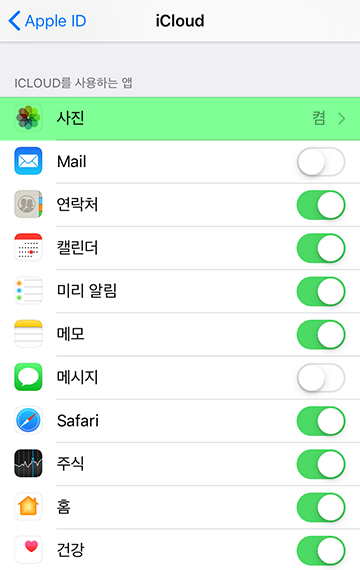 Apple ID iCloud
ICLOUD를 사용하는 앱
사진 켬
Mail
연락처
캘린더
미리 알림
메모
메시지
Safari
주식
홈
건강